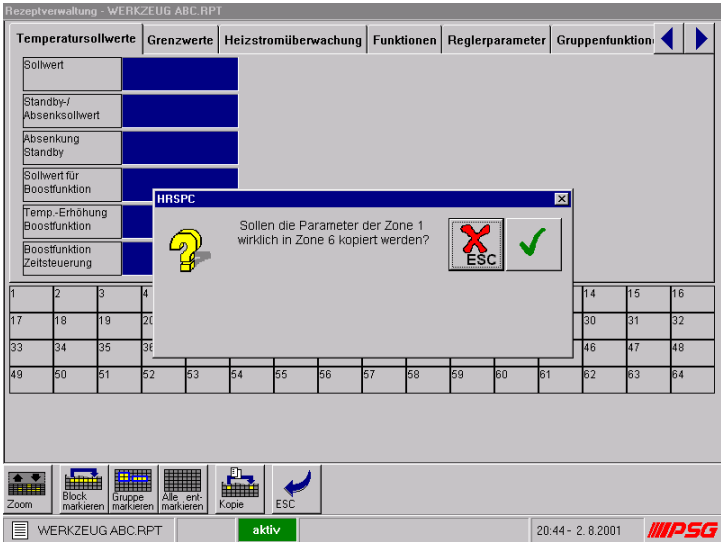 Rezeptverwaltung - WERKZEUG ABC.RPT
Temperatursollwerte Grenzwerte Heizstromüberwachung Funktionen Reglerparameter Gruppenfunktion
Sollwert
Standby-/
Absenksollwert
Absenkung
Standby
Sollwert für
Boostfunktion
Temp.-Erhöhung
Boostfunktion
Boostfunktion
Zeitsteuerung
HRSPC
Sollen die Parameter der Zone 1
wirklich in Zone 6 kopiert werden?
ESC
1 2 3 4 14 15 16
17 18 19 20 30 31 32
33 34 35 36 46 47 48
49 50 51 52 53 54 55 56 57 58 59 60 61 62 63 64
Zoom
Block
markieren
Gruppe
markieren
Alle ent-
markieren
Kopie
ESC
WERKZEUG ABC.RPT aktiv 20:44 - 2. 8.2001 PSG